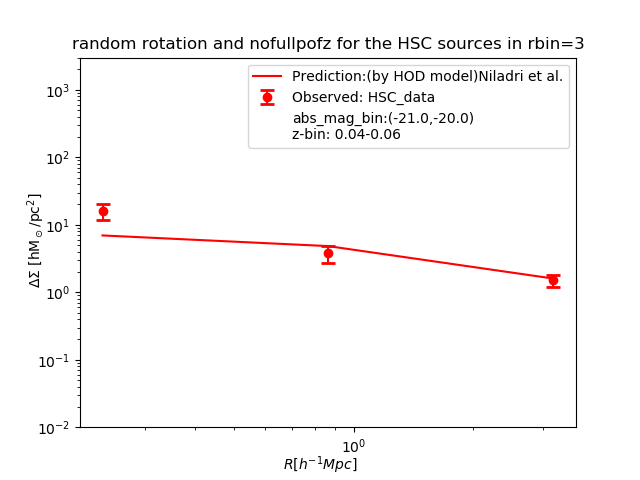 random rotation and nofullpofz for the HSC sources in rbin=3
Prediction:(by HOD model)Niladri et al.
Observed: HSC_data
abs_mag_bin:(-21.0,-20.0)
z-bin: 0.04-0.06
ΔΣ [hM⊙/pc²]
10³
10²
10¹
10⁰
10⁻¹
10⁻²
10⁰
R[h⁻¹Mpc]